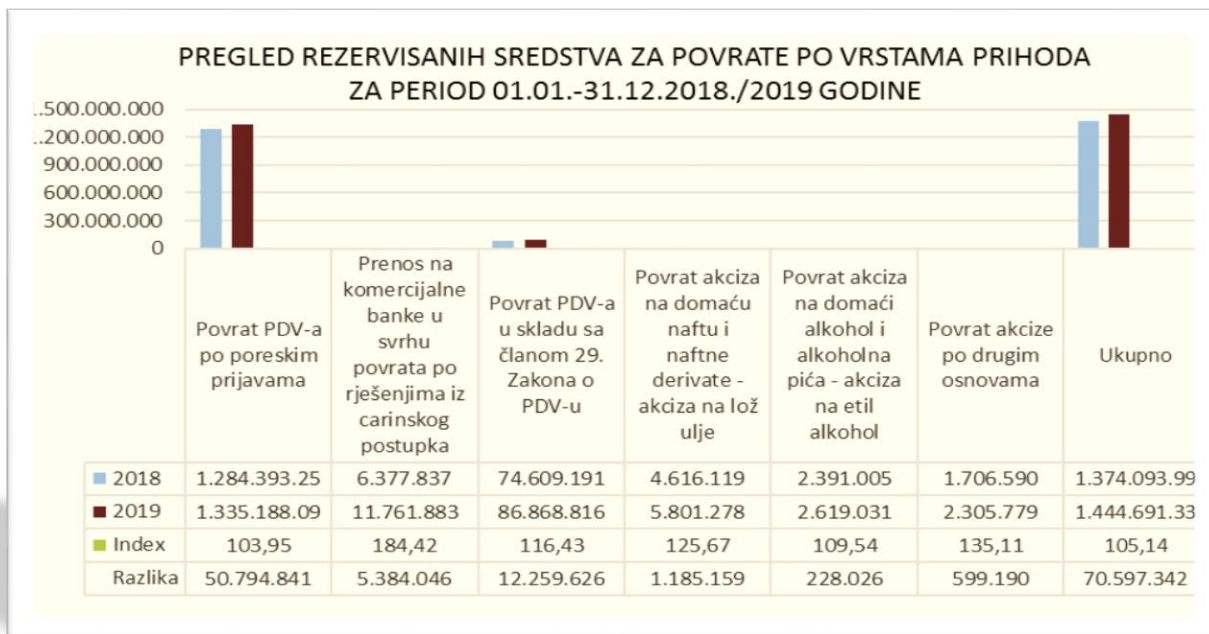 PREGLED REZERVISANIH SREDSTVA ZA POVRATE PO VRSTAMA PRIHODA
ZA PERIOD 01.01.-31.12.2018./2019 GODINE
.500.000.000
.200.000.000
900.000.000
600.000.000
300.000.000
0
Povrat PDV-a
po poreskim
prijavama
Prenos na
komercijalne
banke u
svrhu
povrata po
rješenjima iz
carinskog
postupka
Povrat PDV-a
u skladu sa
članom 29.
Zakona o
PDV-u
Povrat akciza
na domaću
naftu i
naftne
derivate -
akciza na lož
ulje
Povrat akciza
na domaći
alkohol i
alkoholna
pića - akciza
na etil
alkohol
Povrat akcize
po drugim
osnovama
Ukupno
2018 1.284.393.25 6.377.837 74.609.191 4.616.119 2.391.005 1.706.590 1.374.093.99
2019 1.335.188.09 11.761.883 86.868.816 5.801.278 2.619.031 2.305.779 1.444.691.33
Index 103,95 184,42 116,43 125,67 109,54 135,11 105,14
Razlika 50.794.841 5.384.046 12.259.626 1.185.159 228.026 599.190 70.597.342